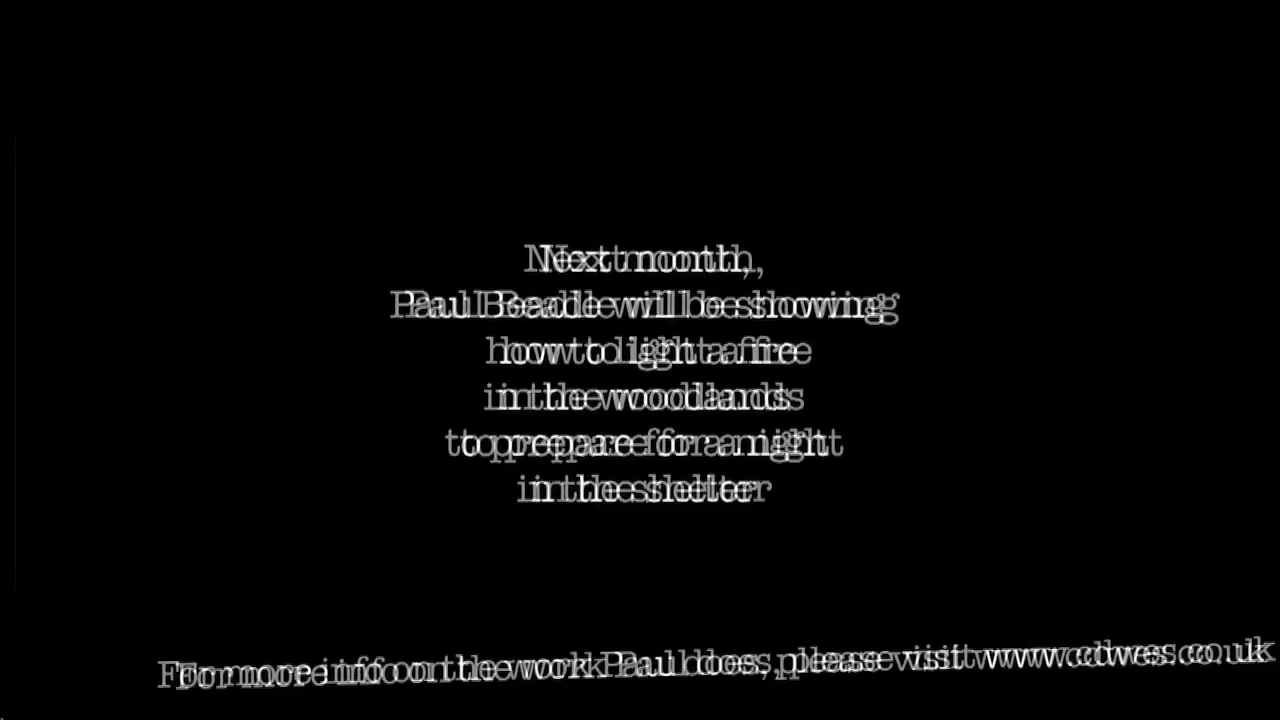 Next month,
Paul Beadle will be showing
how to light a fire
in the woodlands
to prepare for a night
in the shelter
For more info on the work Paul does, please visit www.cdwes.co.uk